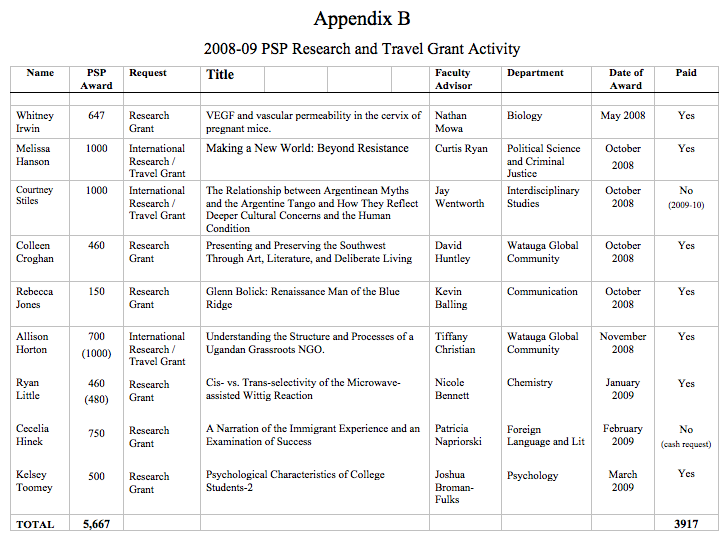 Appendix B
2008-09 PSP Research and Travel Grant Activity
Name PSP Award Request Title Faculty Advisor Department Date of Award Paid
Whitney Irwin 647 Research Grant VEGF and vascular permeability in the cervix of pregnant mice. Nathan Mowa Biology May 2008 Yes
Melissa Hanson 1000 International Research / Travel Grant Making a New World: Beyond Resistance Curtis Ryan Political Science and Criminal Justice October 2008 Yes
Courtney Stiles 1000 International Research / Travel Grant The Relationship between Argentinean Myths and the Argentine Tango and How They Reflect Deeper Cultural Concerns and the Human Condition Jay Wentworth Interdisciplinary Studies October 2008 No (2009-10)
Colleen Croghan 460 Research Grant Presenting and Preserving the Southwest Through Art, Literature, and Deliberate Living David Huntley Watauga Global Community October 2008 Yes
Rebecca Jones 150 Research Grant Glenn Bolick: Renaissance Man of the Blue Ridge Kevin Balling Communication October 2008 Yes
Allison Horton 700 (1000) International Research / Travel Grant Understanding the Structure and Processes of a Ugandan Grassroots NGO. Tiffany Christian Watauga Global Community November 2008 Yes
Ryan Little 460 (480) Research Grant Cis- vs. Trans-selectivity of the Microwave-assisted Wittig Reaction Nicole Bennett Chemistry January 2009 Yes
Cecelia Hinek 750 Research Grant A Narration of the Immigrant Experience and an Examination of Success Patricia Napriorski Foreign Language and Lit February 2009 No (cash request)
Kelsey Toomey 500 Research Grant Psychological Characteristics of College Students-2 Joshua Broman-Fulks Psychology March 2009 Yes
TOTAL 5,667 3917